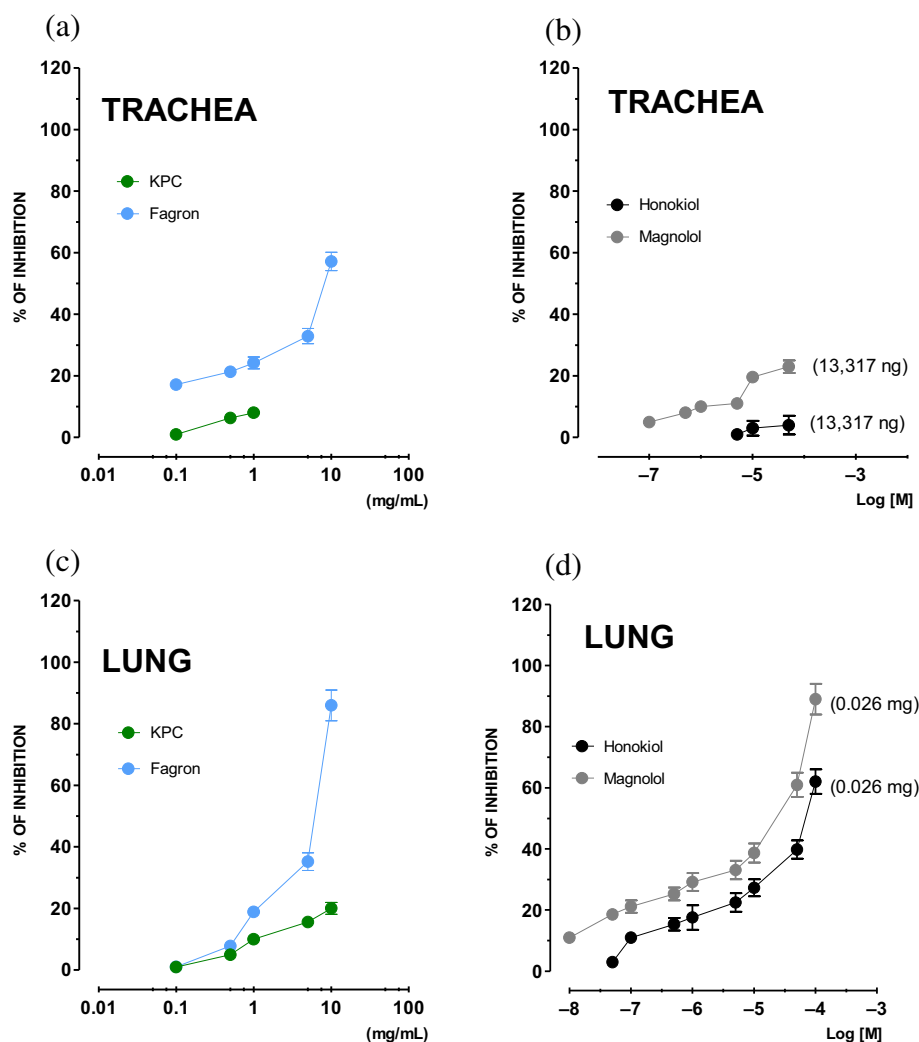 (a)
TRACHEA
KPC
Fagron
% OF INHIBITION
120
100
80
60
40
20
0
0.01
0.1
1
10
100
(mg/mL)
(b)
TRACHEA
Honokiol
Magnolol
% OF INHIBITION
120
100
80
60
40
20
0
(13,317 ng)
(13,317 ng)
–7
–5
–3
Log [M]
(c)
LUNG
KPC
Fagron
% OF INHIBITION
120
100
80
60
40
20
0
0.01
0.1
1
10
100
(mg/mL)
(d)
LUNG
Honokiol
Magnolol
% OF INHIBITION
120
100
80
60
40
20
0
(0.026 mg)
(0.026 mg)
–8
–7
–6
–5
–4
–3
Log [M]